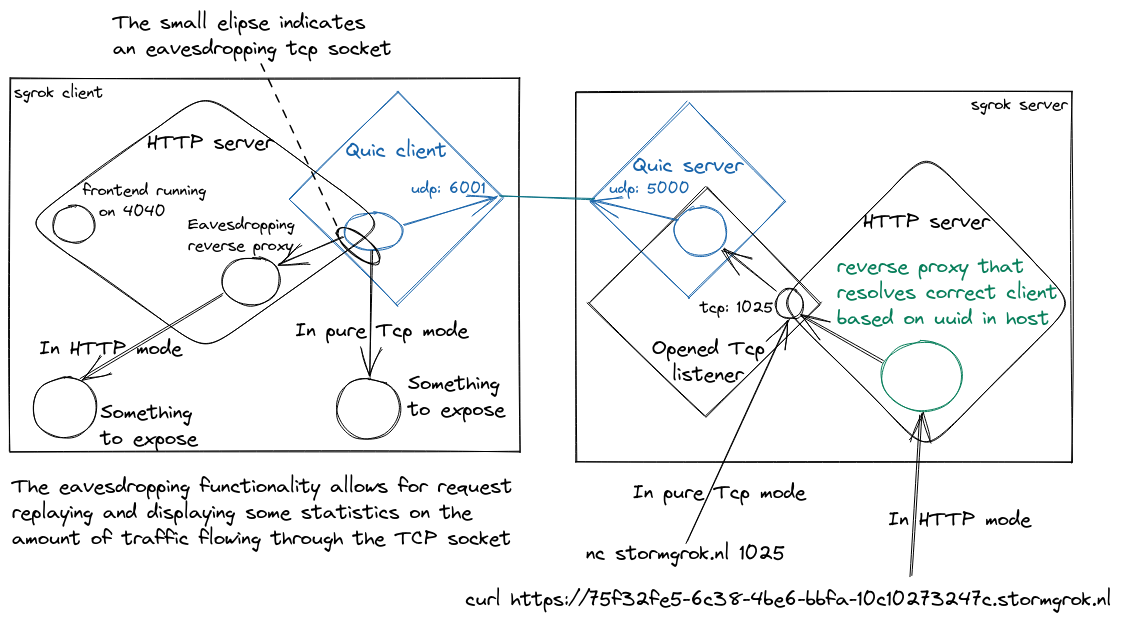 The small elipse indicates
an eavesdropping tcp socket
sgrok client
HTTP server
frontend running
on 4040
Eavesdropping
reverse proxy
Quic client
udp: 6001
In HTTP mode
In pure Tcp mode
Something
to expose
Something
to expose
The eavesdropping functionality allows for request
replaying and displaying some statistics on the
amount of traffic flowing through the TCP socket
sgrok server
Quic server
udp: 5000
HTTP server
reverse proxy that
resolves correct client
based on uuid in host
tcp: 1025
Opened Tcp
listener
In pure Tcp mode
In HTTP mode
nc stormgrok.nl 1025
curl https://75f32fe5-6c38-4be6-bbfa-10c10273247c.stormgrok.nl